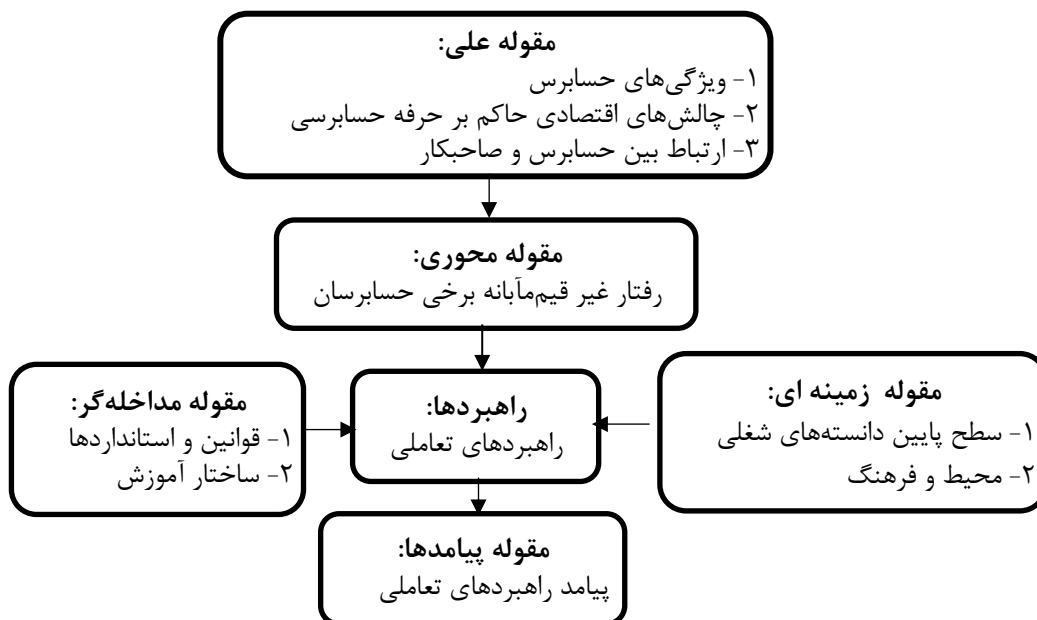 مقوله علی:
۱- ویژگی‌های حسابرس
۲- چالش‌های اقتصادی حاکم بر حرفه حسابرسی
۳- ارتباط بین حسابرس و صاحبکار
مقوله محوری:
رفتار غیر قیم‌مآبانه برخی حسابرسان
مقوله زمینه ای:
۱- سطح پایین دانسته‌های شغلی
۲- محیط و فرهنگ
راهبردها:
راهبردهای تعاملی
مقوله مداخله‌گر:
۱- قوانین و استانداردها
۲- ساختار آموزش
مقوله پیامدها:
پیامد راهبردهای تعاملی